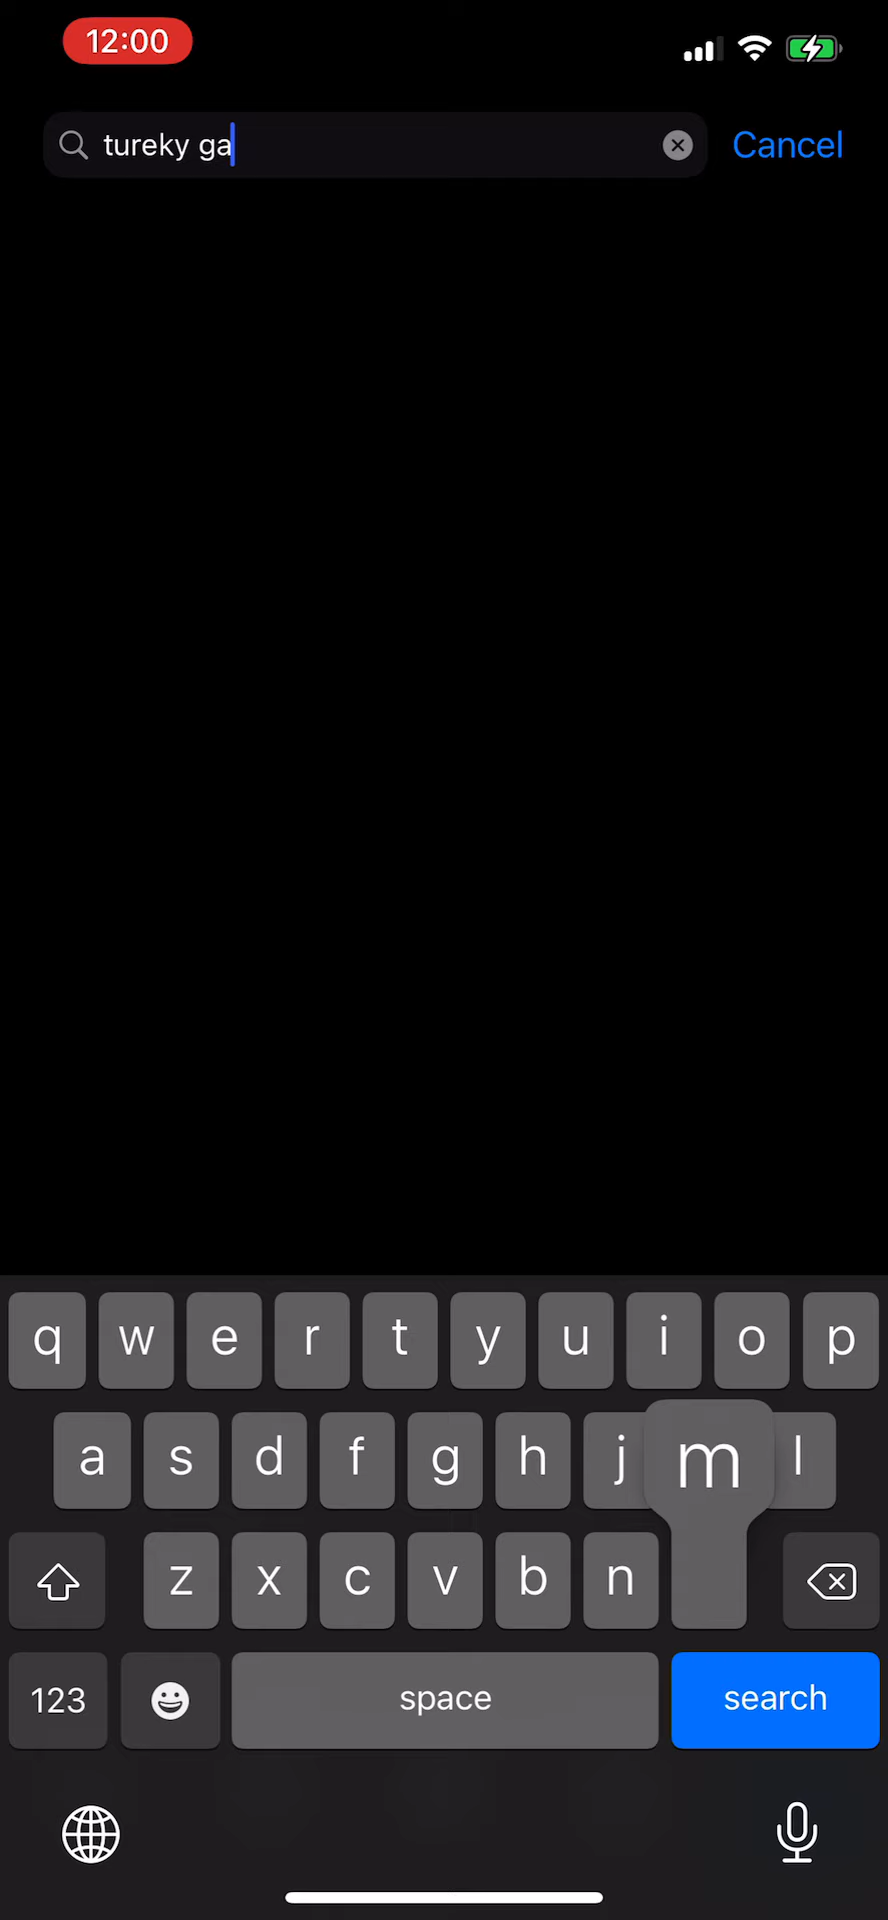 12:00
tureky ga
Cancel
q w e r t y u i o p
a s d f g h j m l
z x c v b n
123 space search